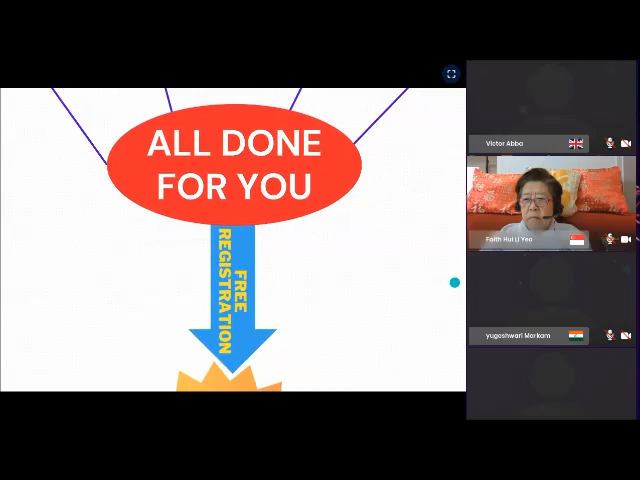 ALL DONE
FOR YOU
FREE
REGISTRATION
Victor Abba
Faith Hui Li Yeo
yugeshwari Markam